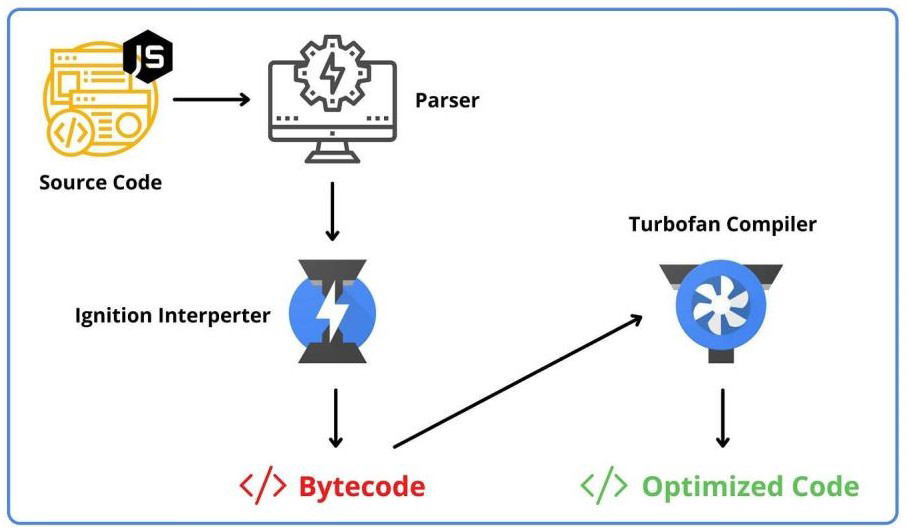 JS
Parser
Source Code
Turbofan Compiler
Ignition Interperter
</> Bytecode
</> Optimized Code